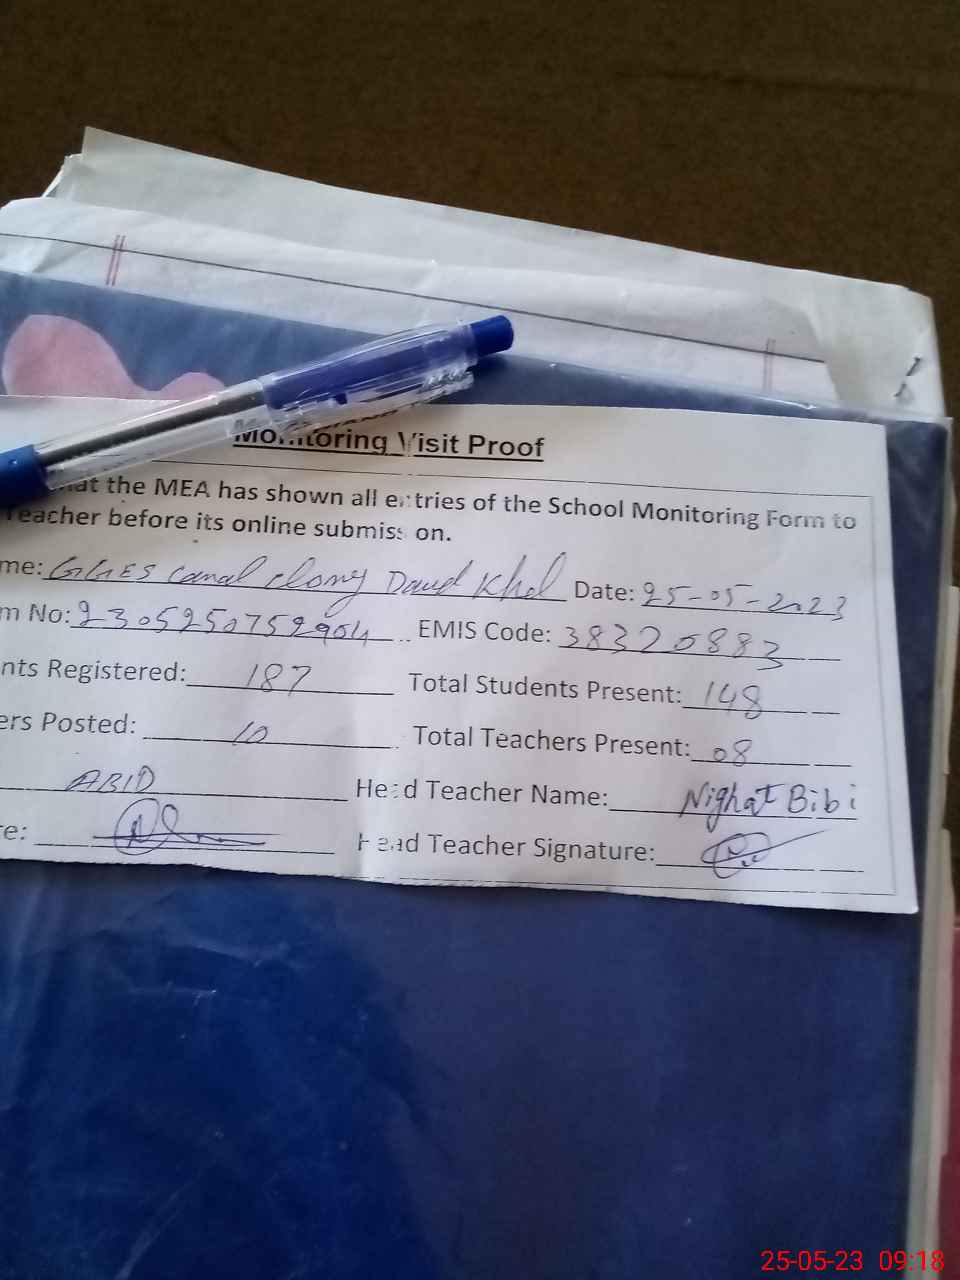 Monitoring Visit Proof
at the MEA has shown all entries of the School Monitoring Form to
Teacher before its online submission.
me: GGES Canal Clony Daud Khel Date: 25-05-2023
m No: 2305250752904 EMIS Code: 38320883
nts Registered: 187 Total Students Present: 148
ers Posted: 10 Total Teachers Present: 08
ABID Head Teacher Name: Nighat Bibi
re: Head Teacher Signature:
25-05-23 09:18